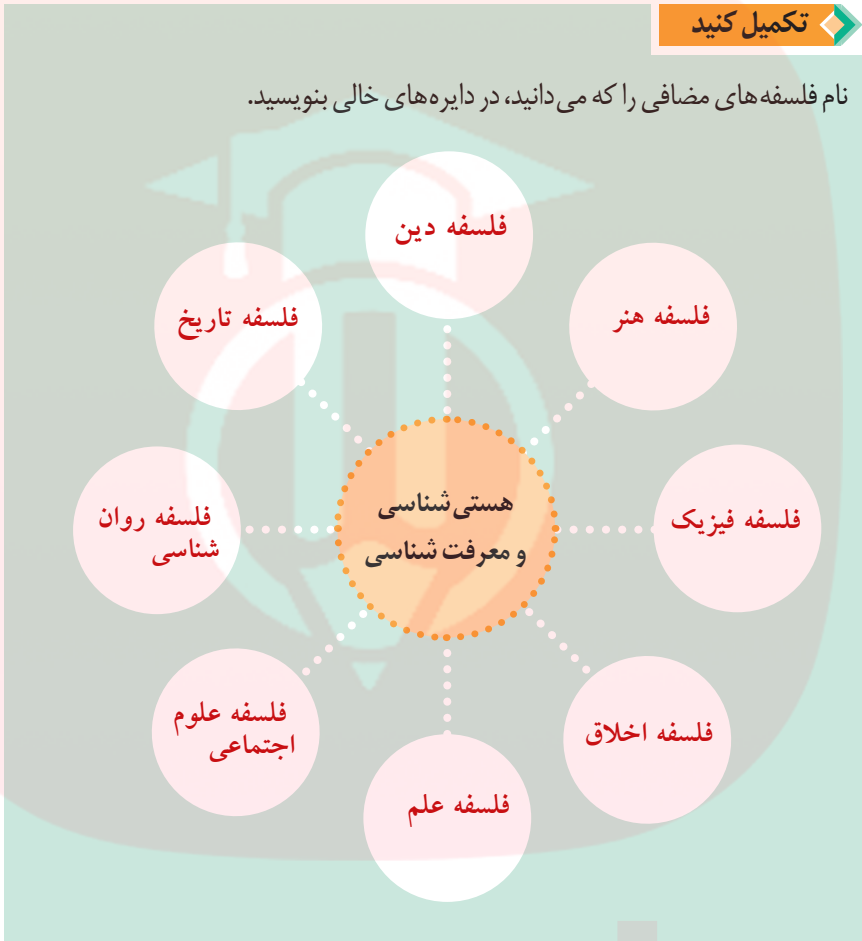 تکمیل کنید
نام فلسفه‌های مضافی را که می‌دانید، در دایره‌های خالی بنویسید.
فلسفه دین
فلسفه هنر
فلسفه تاریخ
هستی‌شناسی
و معرفت‌شناسی
فلسفه فیزیک
فلسفه روان
شناسی
فلسفه اخلاق
فلسفه علوم
اجتماعی
فلسفه علم